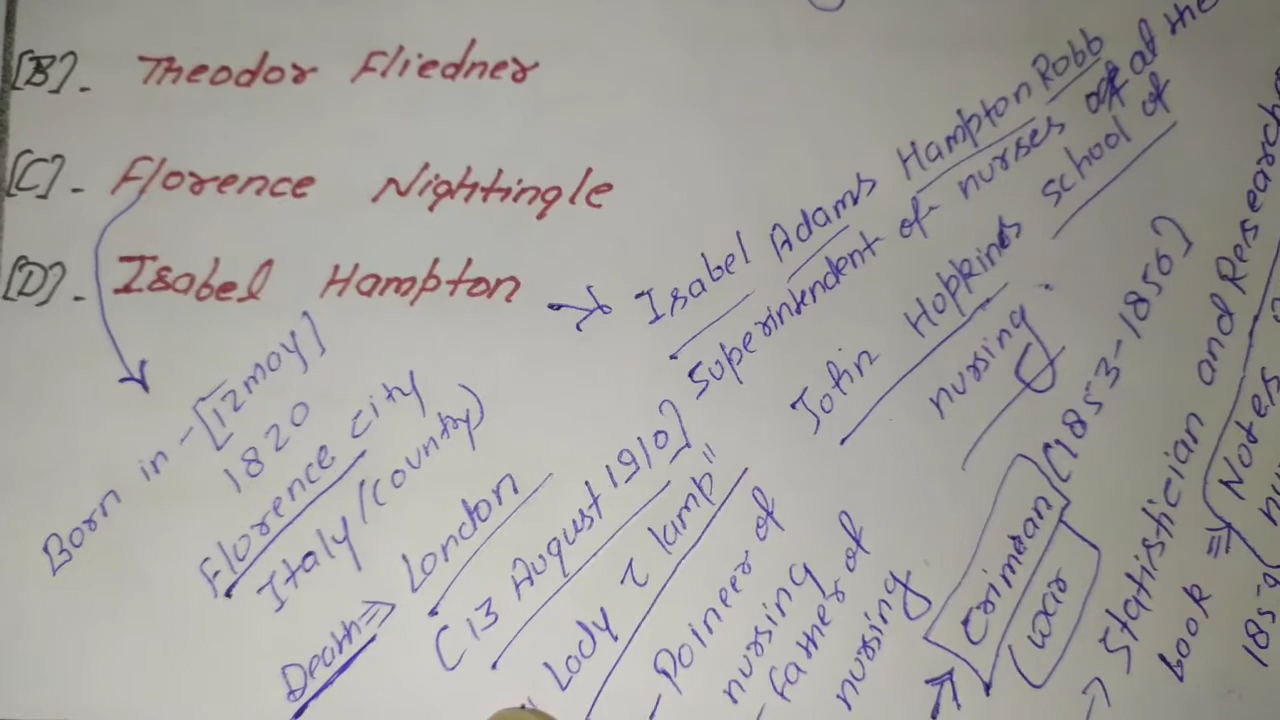 [B]. Theodor Fliedner
[C]. Florence Nightingle
[D]. Isabel Hampton
→ Isabel Adams Hampton Robb
Superintendent of nurses of at the
John Hopkines school of
nursing.
Born in - [12 may]
1820
Florence city
Italy (country)
Death ⇒ London
(13 August 1910]
"Lady c lamp"
- Poineer of
nursing
- father of
nursing
→ Crimean (1853-1856]
(war
→ Statistician and Research
book ⇒ Notes
185